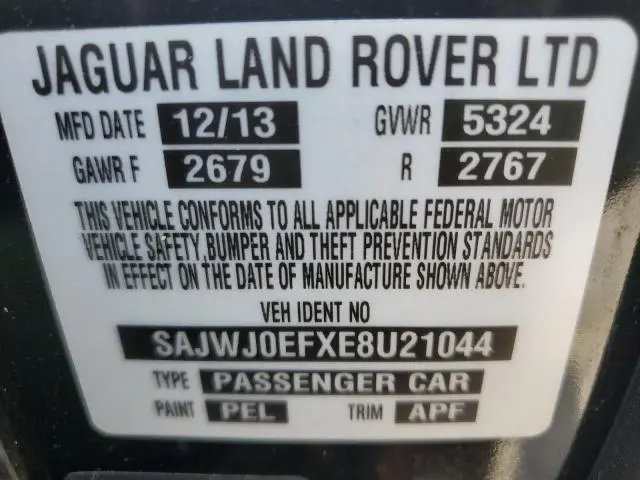 JAGUAR LAND ROVER LTD
MFD DATE 12/13 GVWR 5324
GAWR F 2679 R 2767
THIS VEHICLE CONFORMS TO ALL APPLICABLE FEDERAL MOTOR
VEHICLE SAFETY, BUMPER AND THEFT PREVENTION STANDARDS
IN EFFECT ON THE DATE OF MANUFACTURE SHOWN ABOVE.
VEH IDENT NO
SAJWJ0EFXE8U21044
TYPE PASSENGER CAR
PAINT PEL TRIM APF